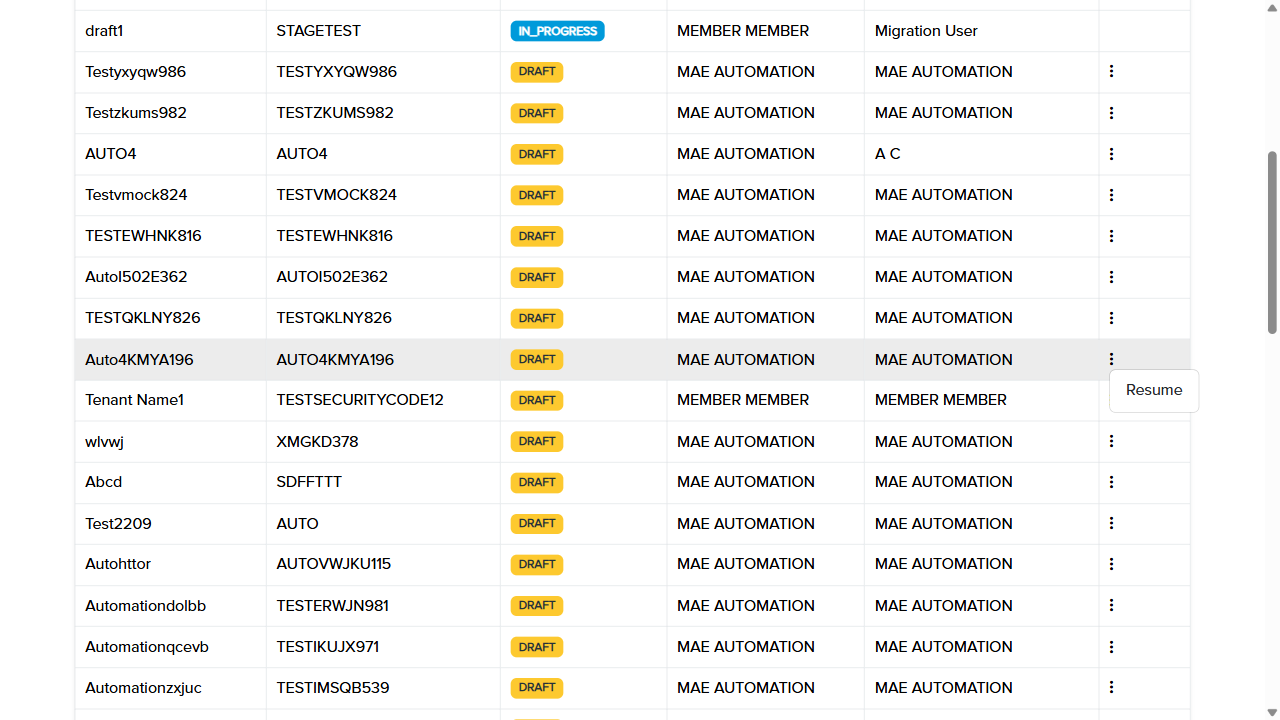 draft1 STAGETEST IN_PROGRESS MEMBER MEMBER Migration User
Testyxyqw986 TESTYXYQW986 DRAFT MAE AUTOMATION MAE AUTOMATION
Testzkums982 TESTZKUMS982 DRAFT MAE AUTOMATION MAE AUTOMATION
AUTO4 AUTO4 DRAFT MAE AUTOMATION A C
Testvmock824 TESTVMOCK824 DRAFT MAE AUTOMATION MAE AUTOMATION
TESTEWHNK816 TESTEWHNK816 DRAFT MAE AUTOMATION MAE AUTOMATION
AutoI502E362 AUTOI502E362 DRAFT MAE AUTOMATION MAE AUTOMATION
TESTQKLNY826 TESTQKLNY826 DRAFT MAE AUTOMATION MAE AUTOMATION
Auto4KMYA196 AUTO4KMYA196 DRAFT MAE AUTOMATION MAE AUTOMATION
Resume
Tenant Name1 TESTSECURITYCODE12 DRAFT MEMBER MEMBER MEMBER MEMBER
wlvwj XMGKD378 DRAFT MAE AUTOMATION MAE AUTOMATION
Abcd SDFFTTT DRAFT MAE AUTOMATION MAE AUTOMATION
Test2209 AUTO DRAFT MAE AUTOMATION MAE AUTOMATION
Autohttor AUTOVWJKU115 DRAFT MAE AUTOMATION MAE AUTOMATION
Automationdolbb TESTERWJN981 DRAFT MAE AUTOMATION MAE AUTOMATION
Automationqcevb TESTIKUJX971 DRAFT MAE AUTOMATION MAE AUTOMATION
Automationzxjuc TESTIMSQB539 DRAFT MAE AUTOMATION MAE AUTOMATION